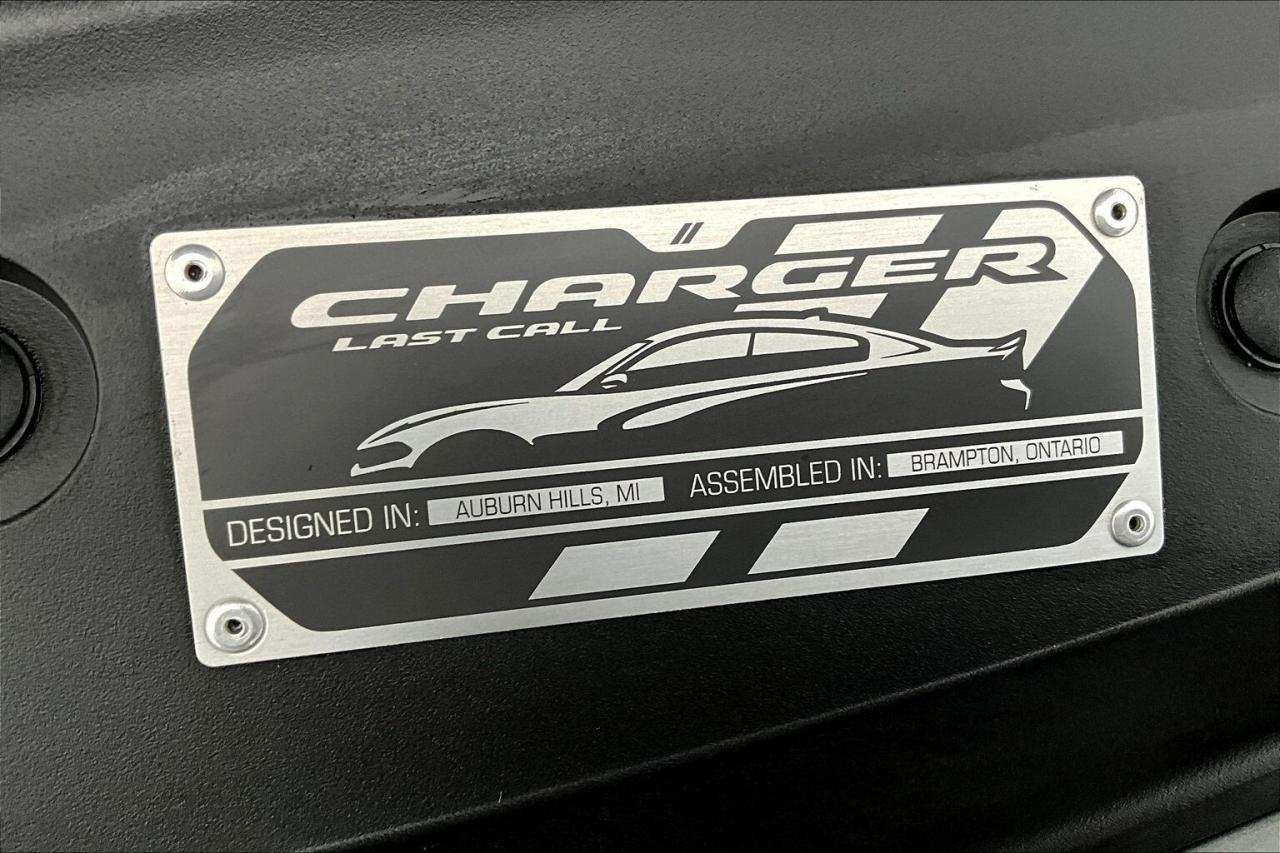 CHARGER
LAST CALL
DESIGNED IN: AUBURN HILLS, MI ASSEMBLED IN: BRAMPTON, ONTARIO